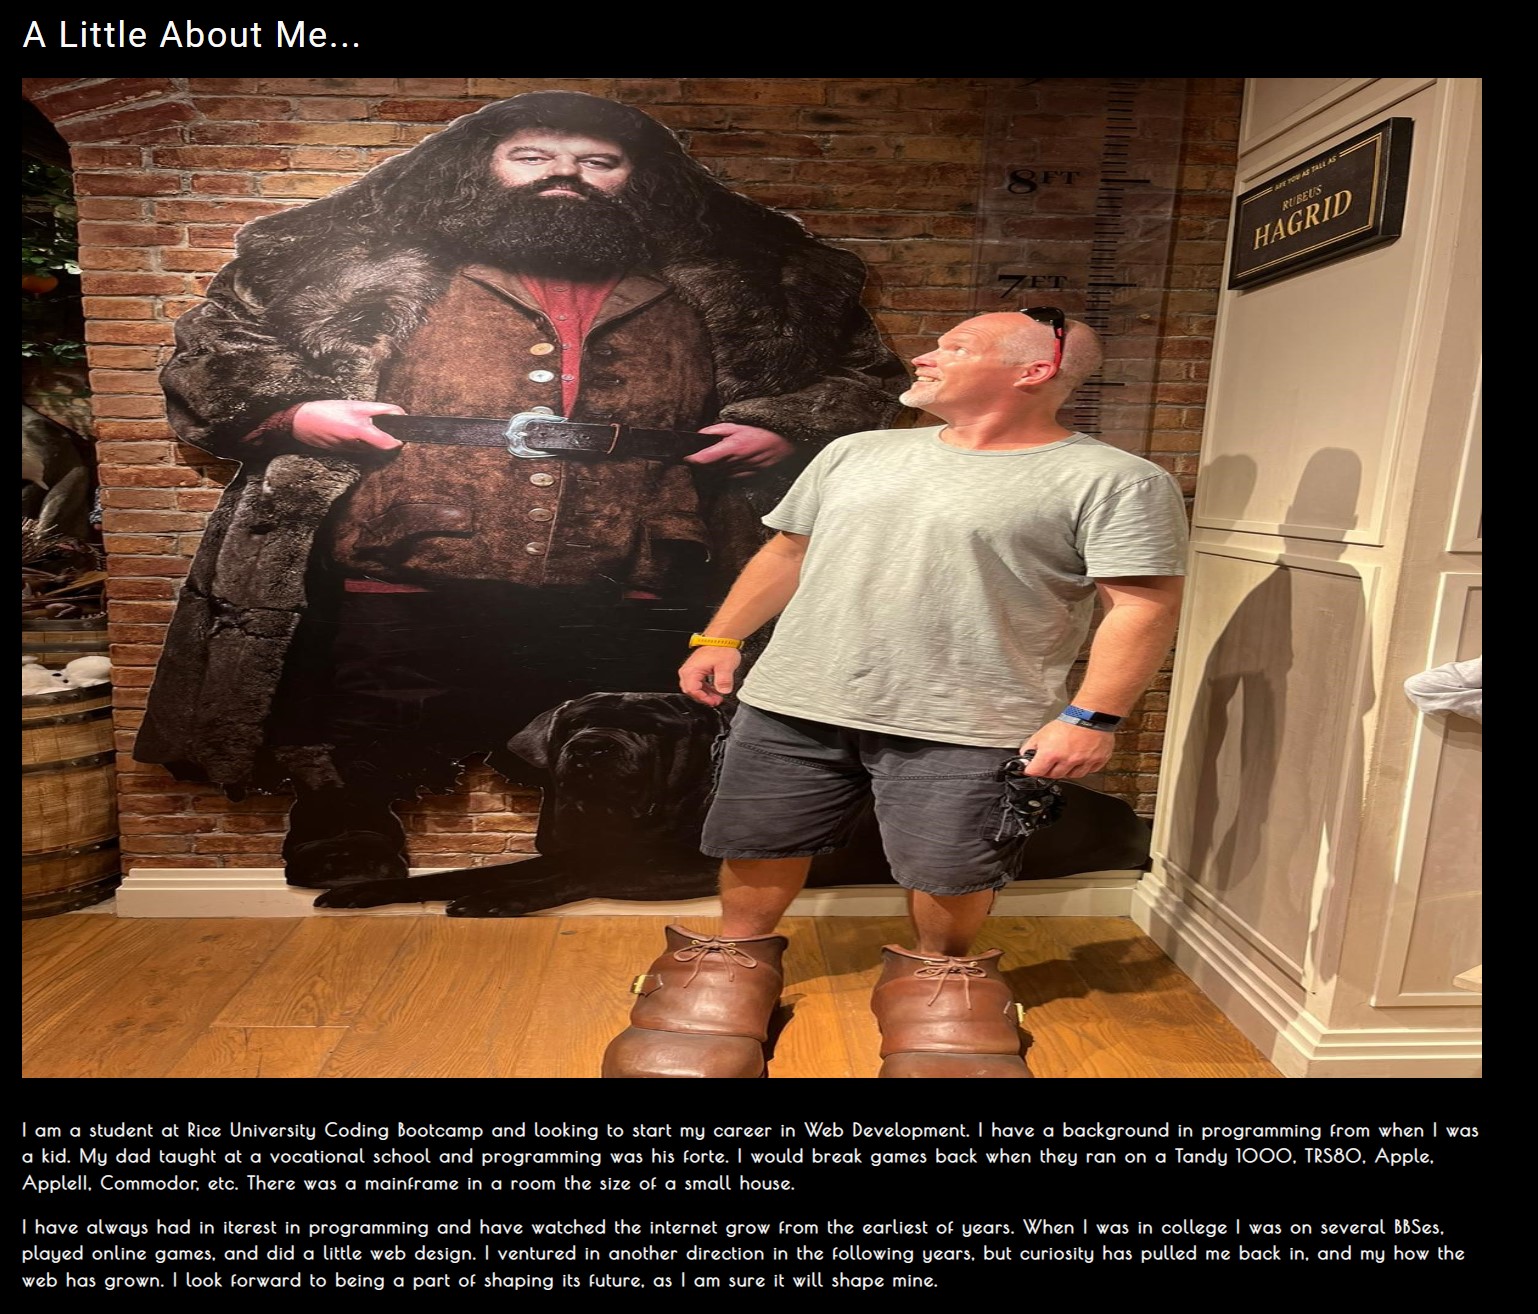 A Little About Me...
8FT
ARE YOU AS TALL AS
RUBEUS
HAGRID
7FT
I am a student at Rice University Coding Bootcamp and looking to start my career in Web Development. I have a background in programming from when I was
a kid. My dad taught at a vocational school and programming was his forte. I would break games back when they ran on a Tandy 1000, TRS80, Apple,
AppleII, Commodor, etc. There was a mainframe in a room the size of a small house.
I have always had in iterest in programming and have watched the internet grow from the earliest of years. When I was in college I was on several BBSes,
played online games, and did a little web design. I ventured in another direction in the following years, but curiosity has pulled me back in, and my how the
web has grown. I look forward to being a part of shaping its future, as I am sure it will shape mine.